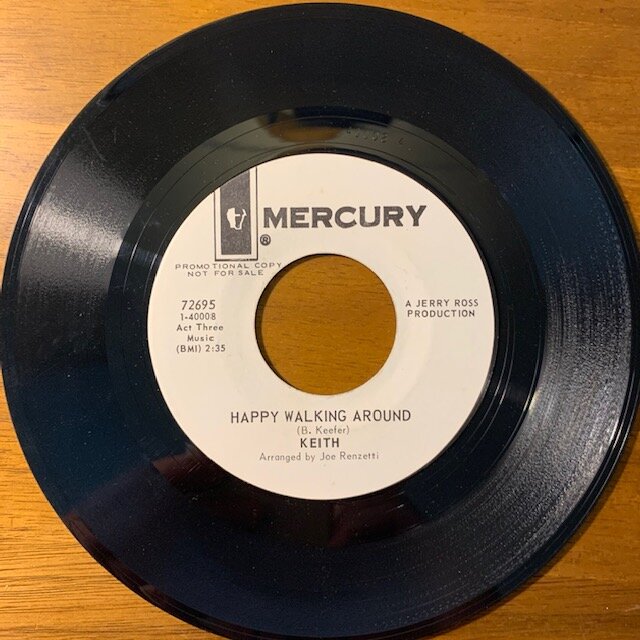 MERCURY
®
PROMOTIONAL COPY
NOT FOR SALE
72695
1-40008
Act Three
Music
(BMI) 2:35
A JERRY ROSS
PRODUCTION
HAPPY WALKING AROUND
(B. Keefer)
KEITH
Arranged by Joe Renzetti